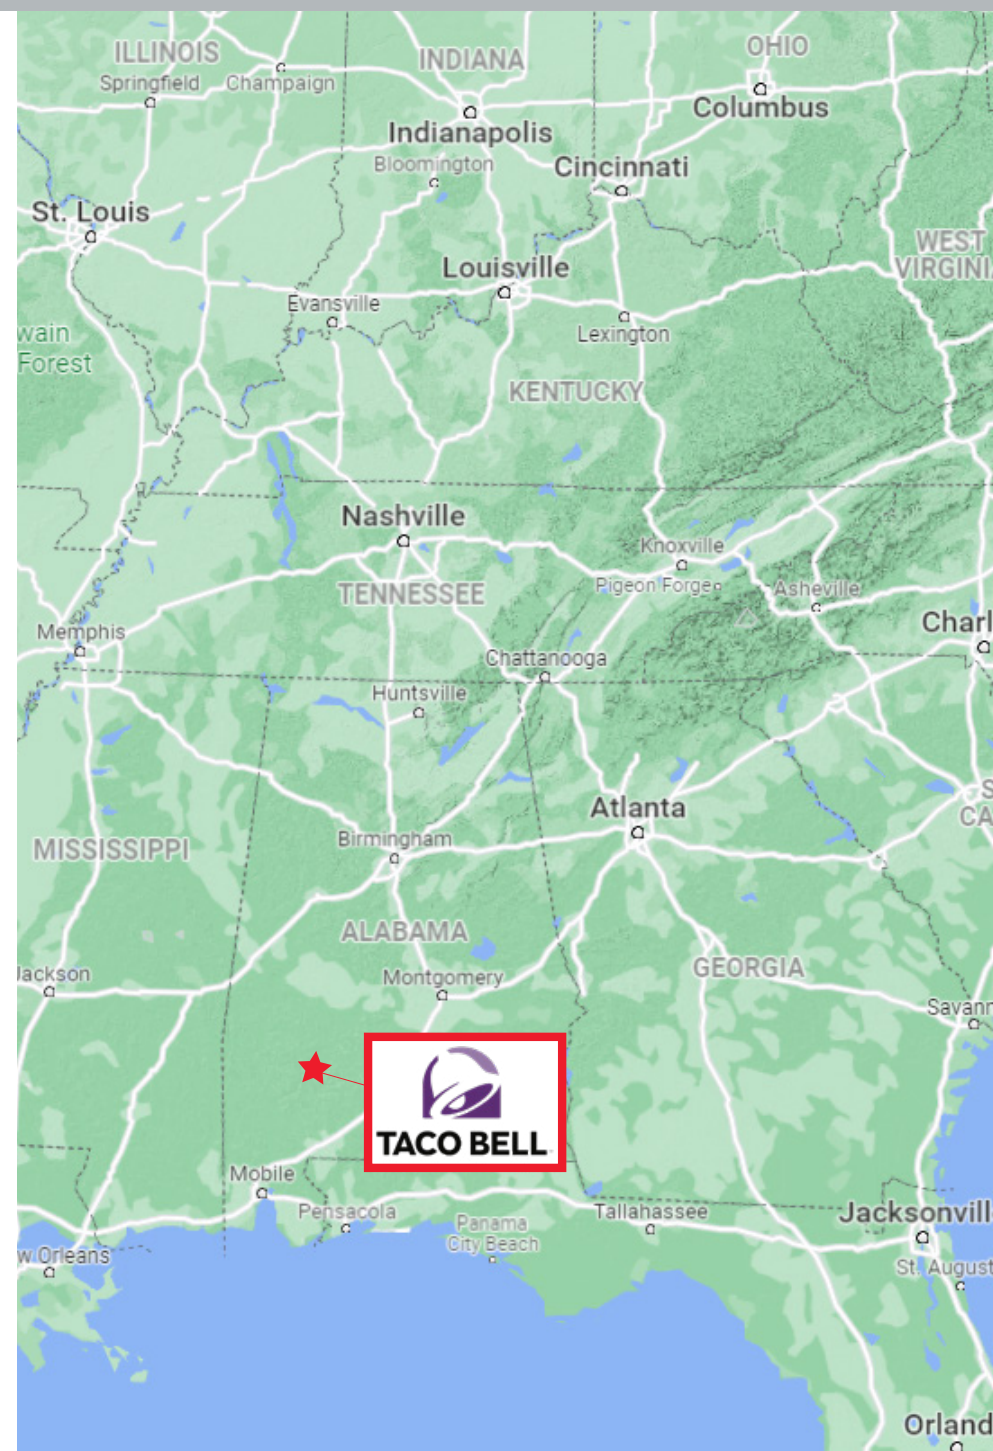 ILLINOIS
INDIANA
OHIO
Springfield
Champaign
Columbus
Indianapolis
Bloomington
Cincinnati
St. Louis
WEST
VIRGINI
Louisville
Evansville
Lexington
wain
Forest
KENTUCKY
Nashville
Knoxville
TENNESSEE
Pigeon Forge
Asheville
Memphis
Charl
Chattanooga
Huntsville
Atlanta
S
CA
Birmingham
MISSISSIPPI
ALABAMA
Jackson
Montgomery
GEORGIA
Savann
TACO BELL
Mobile
Pensacola
Tallahassee
Jacksonvill
Panama
City Beach
w Orleans
St. August
Orland